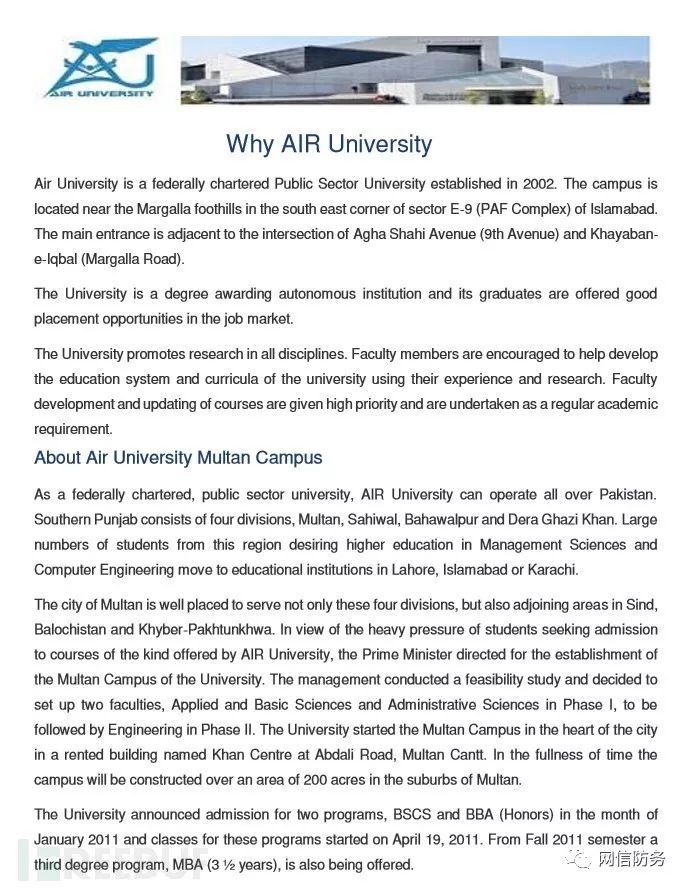 AIR UNIVERSITY
Why AIR University
Air University is a federally chartered Public Sector University established in 2002. The campus is
located near the Margalla foothills in the south east corner of sector E-9 (PAF Complex) of Islamabad.
The main entrance is adjacent to the intersection of Agha Shahi Avenue (9th Avenue) and Khayaban-
e-Iqbal (Margalla Road).
The University is a degree awarding autonomous institution and its graduates are offered good
placement opportunities in the job market.
The University promotes research in all disciplines. Faculty members are encouraged to help develop
the education system and curricula of the university using their experience and research. Faculty
development and updating of courses are given high priority and are undertaken as a regular academic
requirement.
About Air University Multan Campus
As a federally chartered, public sector university, AIR University can operate all over Pakistan.
Southern Punjab consists of four divisions, Multan, Sahiwal, Bahawalpur and Dera Ghazi Khan. Large
numbers of students from this region desiring higher education in Management Sciences and
Computer Engineering move to educational institutions in Lahore, Islamabad or Karachi.
The city of Multan is well placed to serve not only these four divisions, but also adjoining areas in Sind,
Balochistan and Khyber-Pakhtunkhwa. In view of the heavy pressure of students seeking admission
to courses of the kind offered by AIR University, the Prime Minister directed for the establishment of
the Multan Campus of the University. The management conducted a feasibility study and decided to
set up two faculties, Applied and Basic Sciences and Administrative Sciences in Phase I, to be
followed by Engineering in Phase II. The University started the Multan Campus in the heart of the city
in a rented building named Khan Centre at Abdali Road, Multan Cantt. In the fullness of time the
campus will be constructed over an area of 200 acres in the suburbs of Multan.
The University announced admission for two programs, BSCS and BBA (Honors) in the month of
January 2011 and classes for these programs started on April 19, 2011. From Fall 2011 semester a
third degree program, MBA (3 ½ years), is also being offered.
网信防务